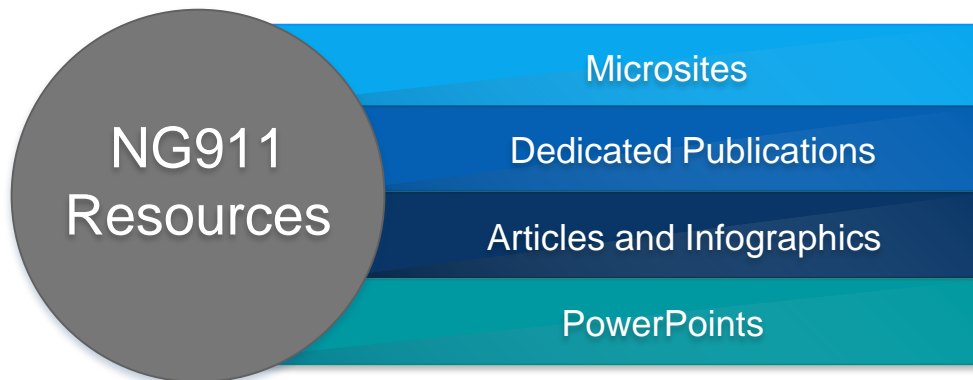 NG911
Resources
Microsites
Dedicated Publications
Articles and Infographics
PowerPoints